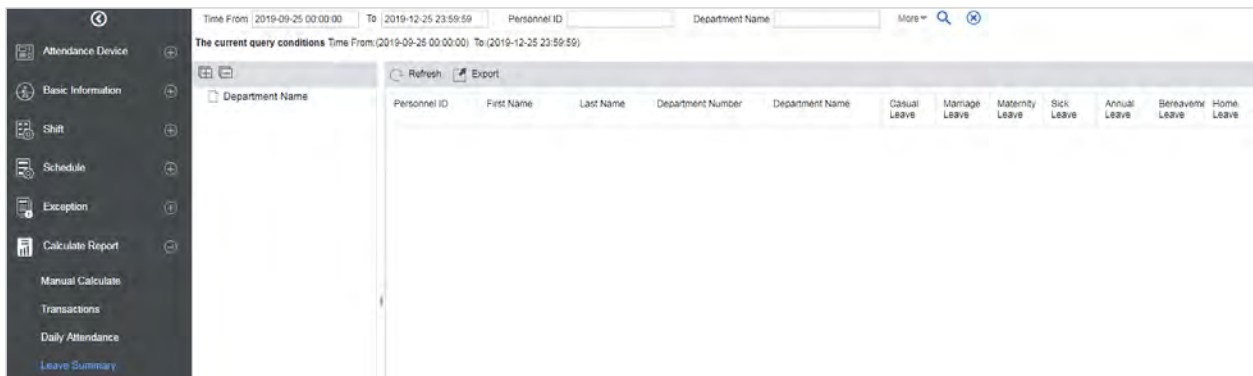 Time From 2019-09-25 00:00:00 To 2019-12-25 23:59:59 Personnel ID Department Name More
The current query conditions Time From:(2019-09-25 00:00:00) To:(2019-12-25 23:59:59)
Attendance Device
Basic Information
Shift
Schedule
Exception
Calculate Report
Manual Calculate
Transactions
Daily Attendance
Leave Summary
Department Name
Refresh Export
Personnel ID First Name Last Name Department Number Department Name Casual Leave Marriage Leave Maternity Leave Sick Leave Annual Leave Bereaveme Leave Home Leave